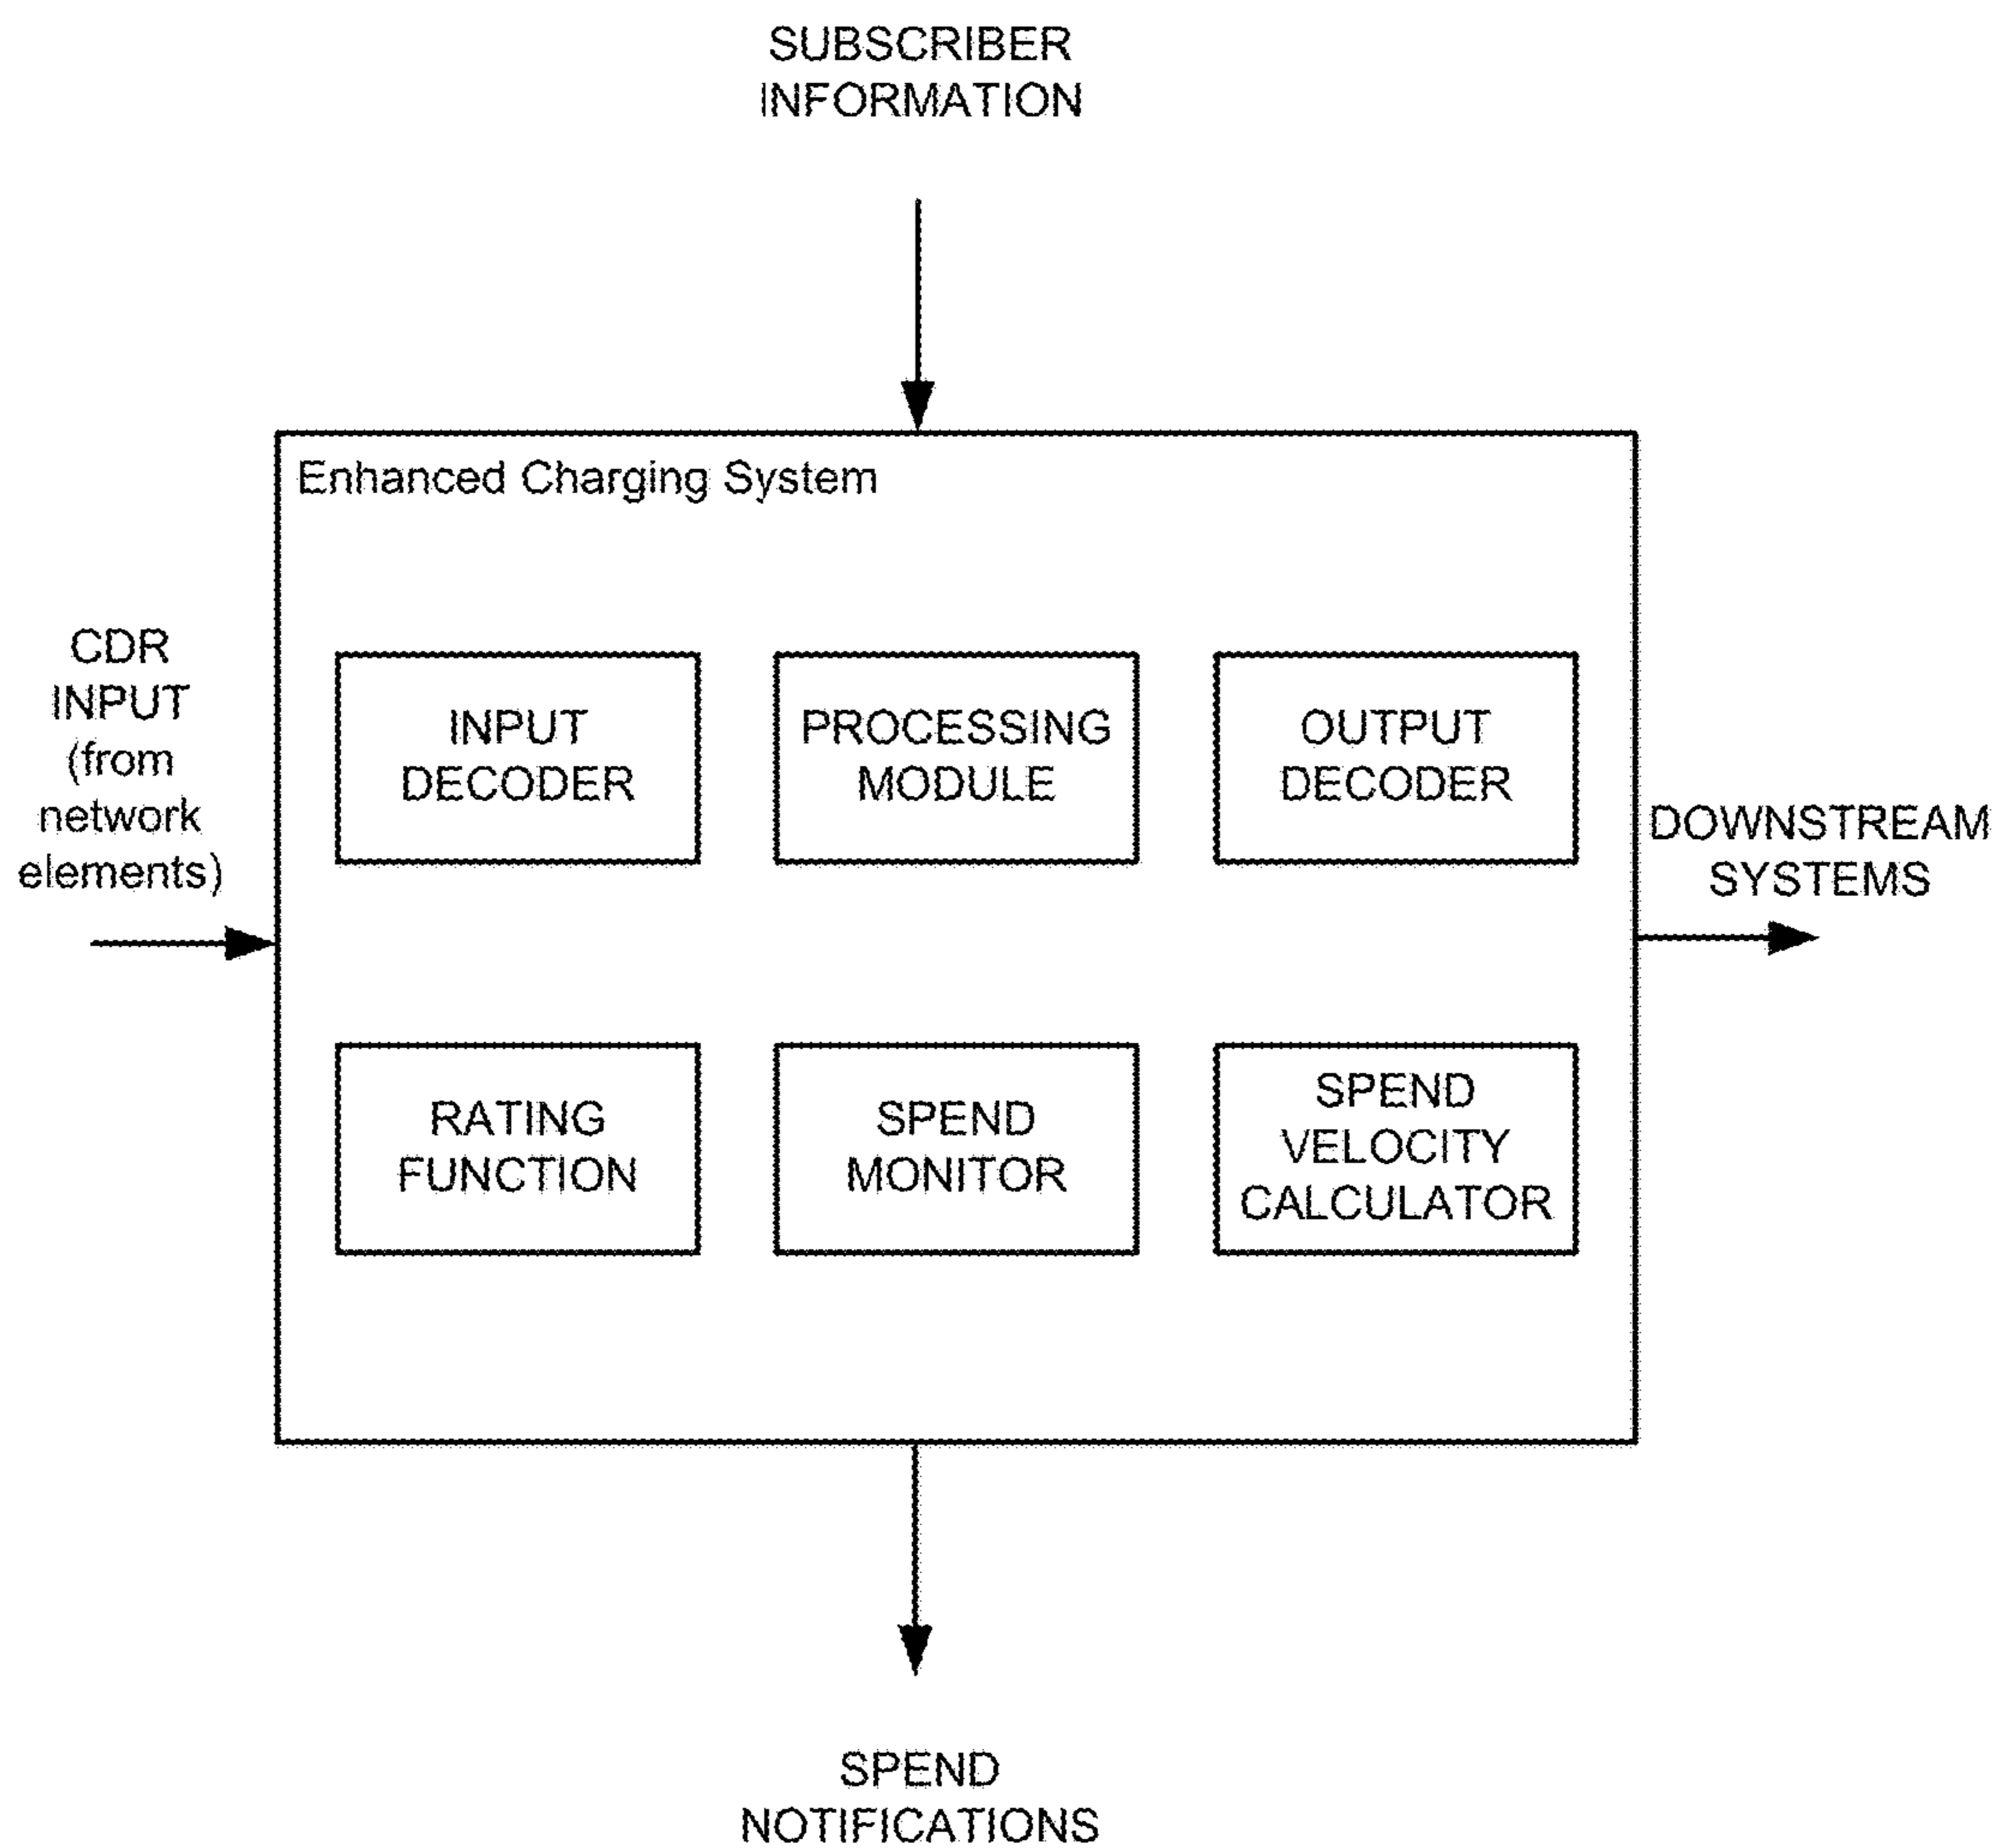 SUBSCRIBER
INFORMATION
Enhanced Charging System
CDR
INPUT
(from
network
elements)
INPUT
DECODER
PROCESSING
MODULE
OUTPUT
DECODER
DOWNSTREAM
SYSTEMS
RATING
FUNCTION
SPEND
MONITOR
SPEND
VELOCITY
CALCULATOR
SPEND
NOTIFICATIONS